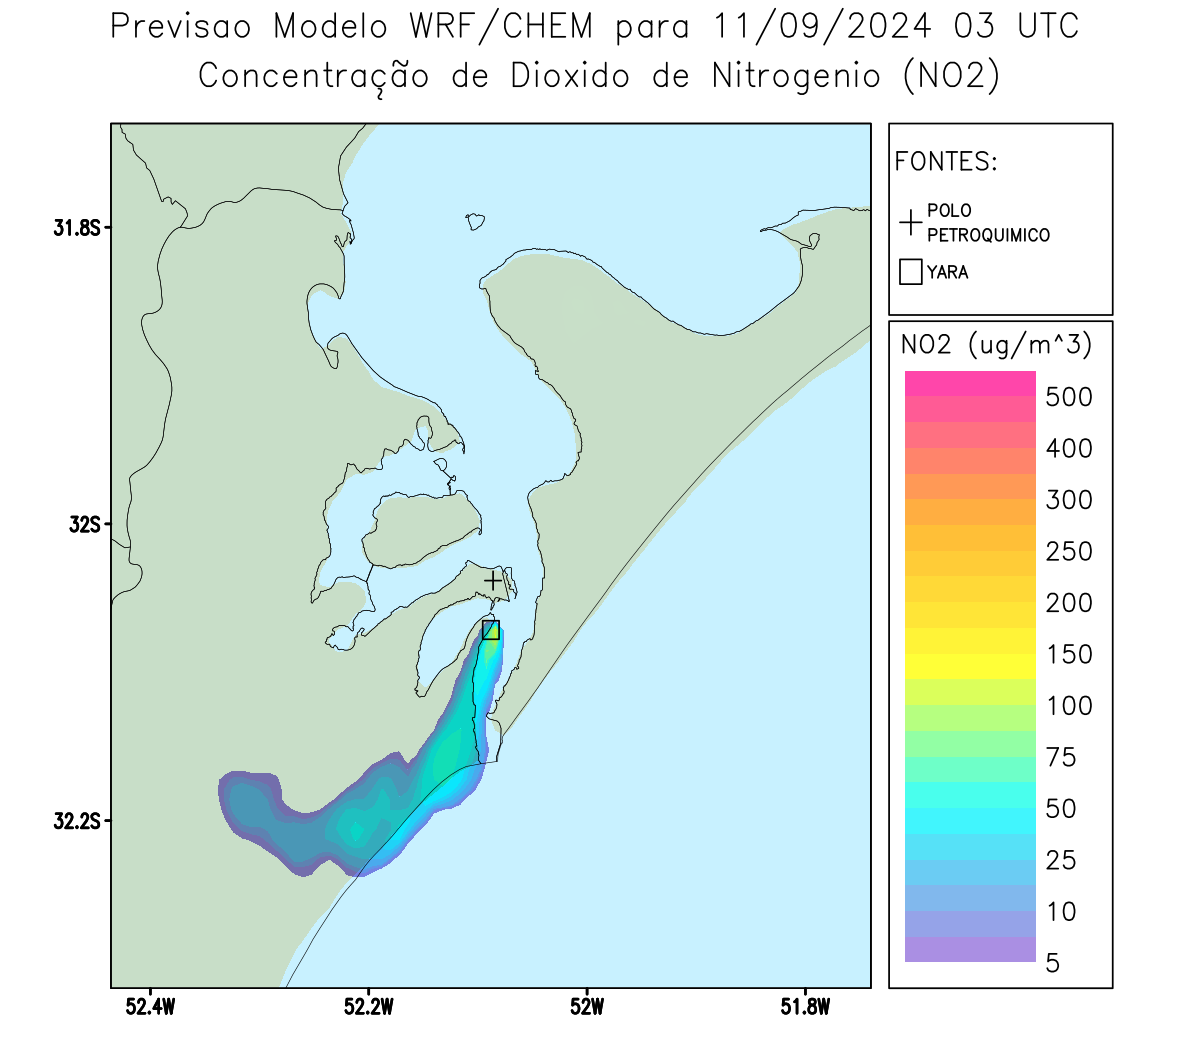 Previsao Modelo WRF/CHEM para 11/09/2024 03 UTC
Concentração de Dioxido de Nitrogenio (NO2)
FONTES:
POLO
PETROQUIMICO
YARA
NO2 (ug/m^3)
500
400
300
250
200
150
100
75
50
25
10
5
31.8S
32S
32.2S
52.4W
52.2W
52W
51.8W